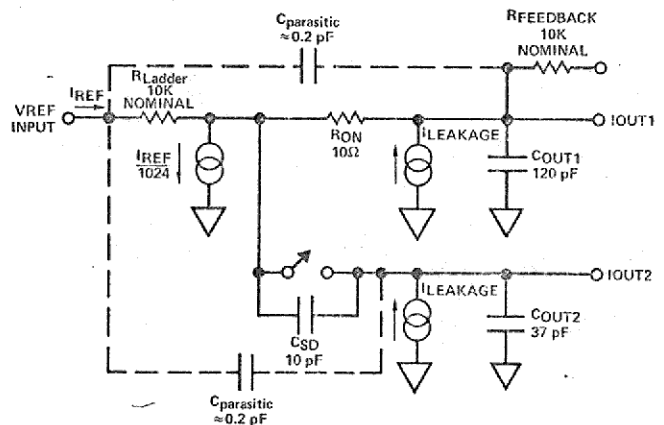 Cparasitic
≈0.2 pF
RFEEDBACK
10K
NOMINAL
IREF
RLadder
10K
NOMINAL
VREF
INPUT
IOUT1
RON
10Ω
iLEAKAGE
COUT1
120 pF
IREF
1024
IOUT2
iLEAKAGE
CSD
10 pF
COUT2
37 pF
Cparasitic
≈0.2 pF